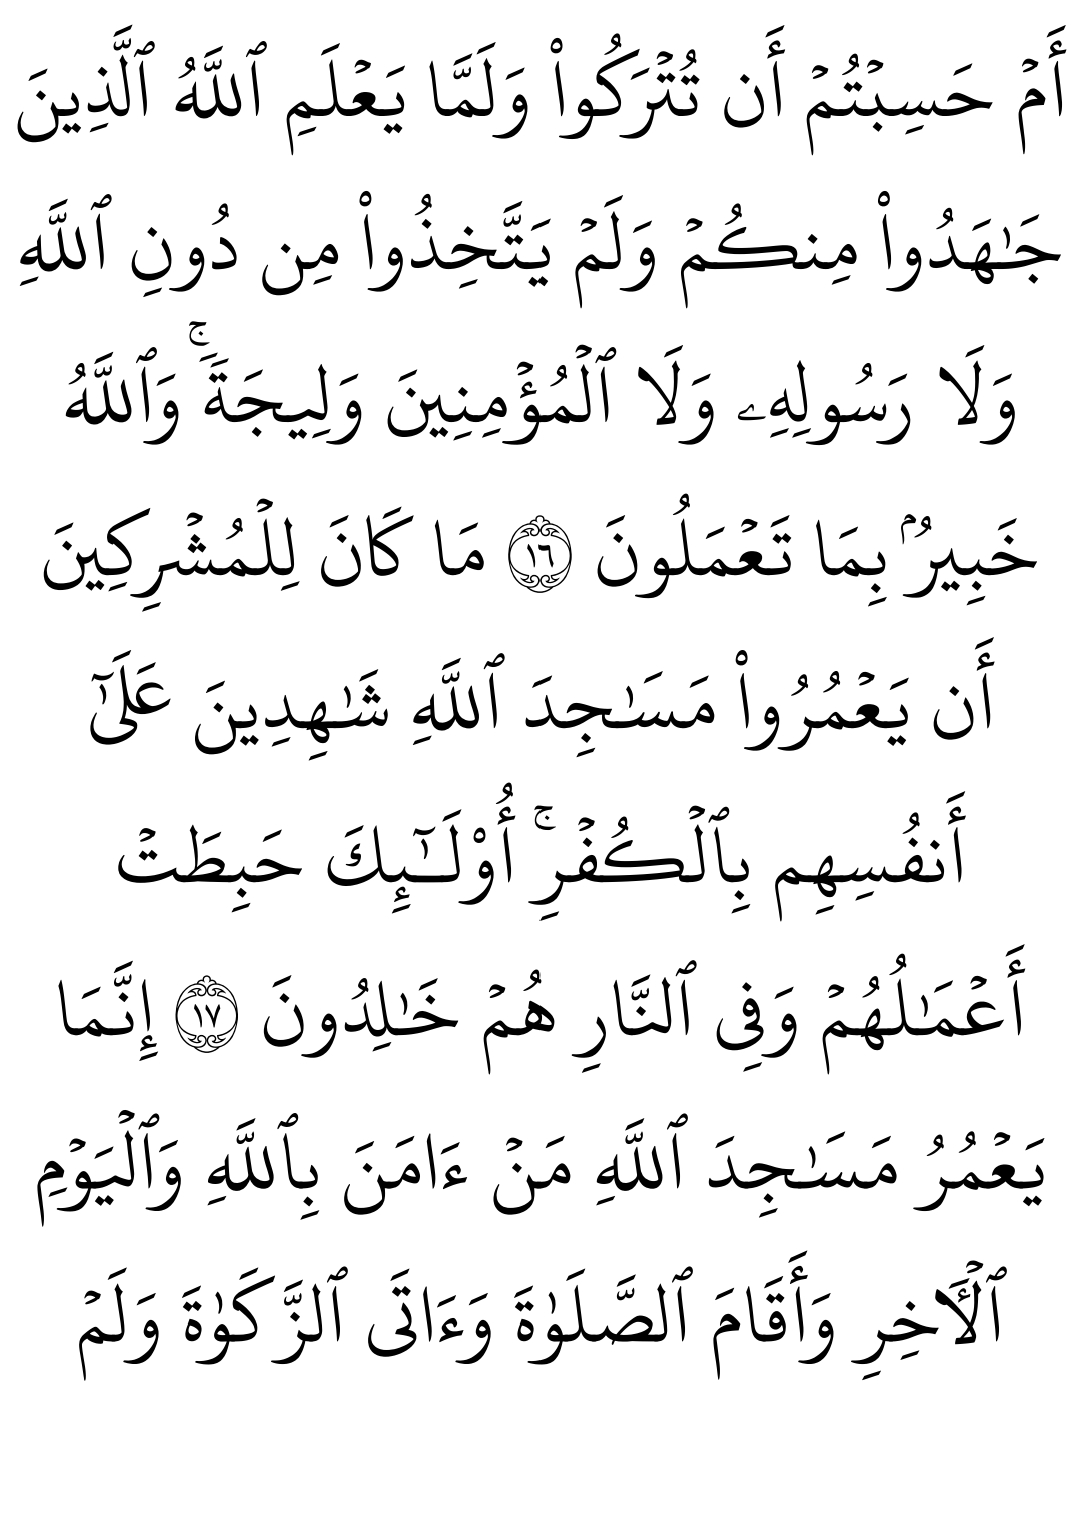 أَمۡ حَسِبۡتُمۡ أَن تُتۡرَكُواْ وَلَمَّا يَعۡلَمِ ٱللَّهُ ٱلَّذِينَ
جَٰهَدُواْ مِنكُمۡ وَلَمۡ يَتَّخِذُواْ مِن دُونِ ٱللَّهِ
وَلَا رَسُولِهِۦ وَلَا ٱلۡمُؤۡمِنِينَ وَلِيجَةٗۚ وَٱللَّهُ
خَبِيرُۢ بِمَا تَعۡمَلُونَ ١٦ مَا كَانَ لِلۡمُشۡرِكِينَ
أَن يَعۡمُرُواْ مَسَٰجِدَ ٱللَّهِ شَٰهِدِينَ عَلَىٰٓ
أَنفُسِهِم بِٱلۡكُفۡرِۚ أُوْلَٰٓئِكَ حَبِطَتۡ
أَعۡمَٰلُهُمۡ وَفِي ٱلنَّارِ هُمۡ خَٰلِدُونَ ١٧ إِنَّمَا
يَعۡمُرُ مَسَٰجِدَ ٱللَّهِ مَنۡ ءَامَنَ بِٱللَّهِ وَٱلۡيَوۡمِ
ٱلۡأٓخِرِ وَأَقَامَ ٱلصَّلَوٰةَ وَءَاتَى ٱلزَّكَوٰةَ وَلَمۡ